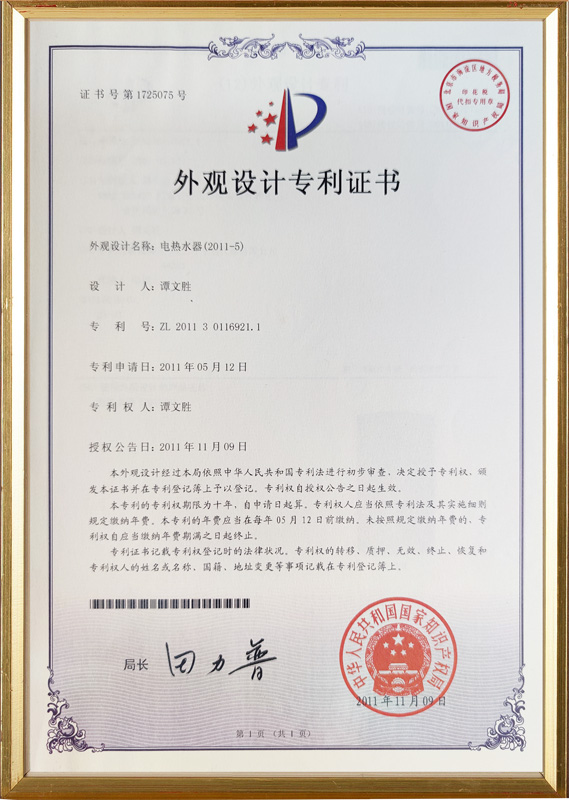 证书号第1725075号
印花税
代扣专用章
国家知识产权局
外观设计专利证书
外观设计名称：电热水器(2011-5)
设计人：谭文胜
专利号：ZL 2011 3 0116921.1
专利申请日：2011年05月12日
专利权人：谭文胜
授权公告日：2011年11月09日
本外观设计经过本局依照中华人民共和国专利法进行初步审查，决定授予专利权、颁
发本证书并在专利登记簿上予以登记。专利权自授权公告之日起生效。
本专利的专利权期限为十年，自申请日起算。专利权人应当依照专利法及其实施细则
规定缴纳年费。本专利的年费应当在每年05月12日前缴纳、未按照规定缴纳年费的、专
利权自应当缴纳年费期满之日起终止。
专利证书记载专利权登记时的法律状况。专利权的转移、质押、无效、终止、恢复和
专利权人的姓名或名称、国籍、地址变更等事项记载在专利登记簿上。
局长 田力普
中华人民共和国国家知识产权局
2011年11月09日
第1页（共1页）